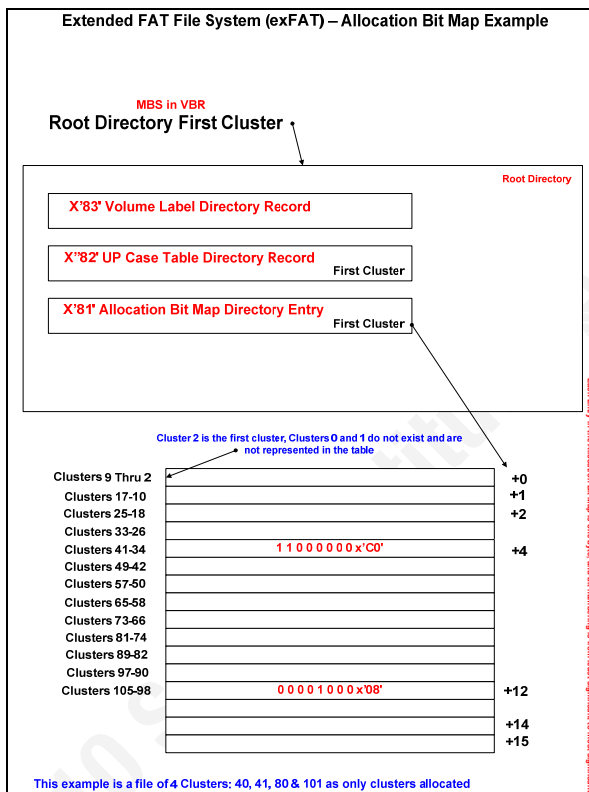 Extended FAT File System (exFAT) – Allocation Bit Map Example
MBS in VBR
Root Directory First Cluster
Root Directory
X'83' Volume Label Directory Record
X"82' UP Case Table Directory Record
First Cluster
X'81' Allocation Bit Map Directory Entry
First Cluster
Cluster 2 is the first cluster, Clusters 0 and 1 do not exist and are
not represented in the table
Clusters 9 Thru 2
+0
Clusters 17-10
+1
Clusters 25-18
+2
Clusters 33-26
Clusters 41-34
1 1 0 0 0 0 0 0 x'C0'
+4
Clusters 49-42
Clusters 57-50
Clusters 65-58
Clusters 73-66
Clusters 81-74
Clusters 89-82
Clusters 97-90
Clusters 105-98
0 0 0 0 1 0 0 0 x'08'
+12
+14
+15
This example is a file of 4 Clusters: 40, 41, 80 & 101 as only clusters allocated